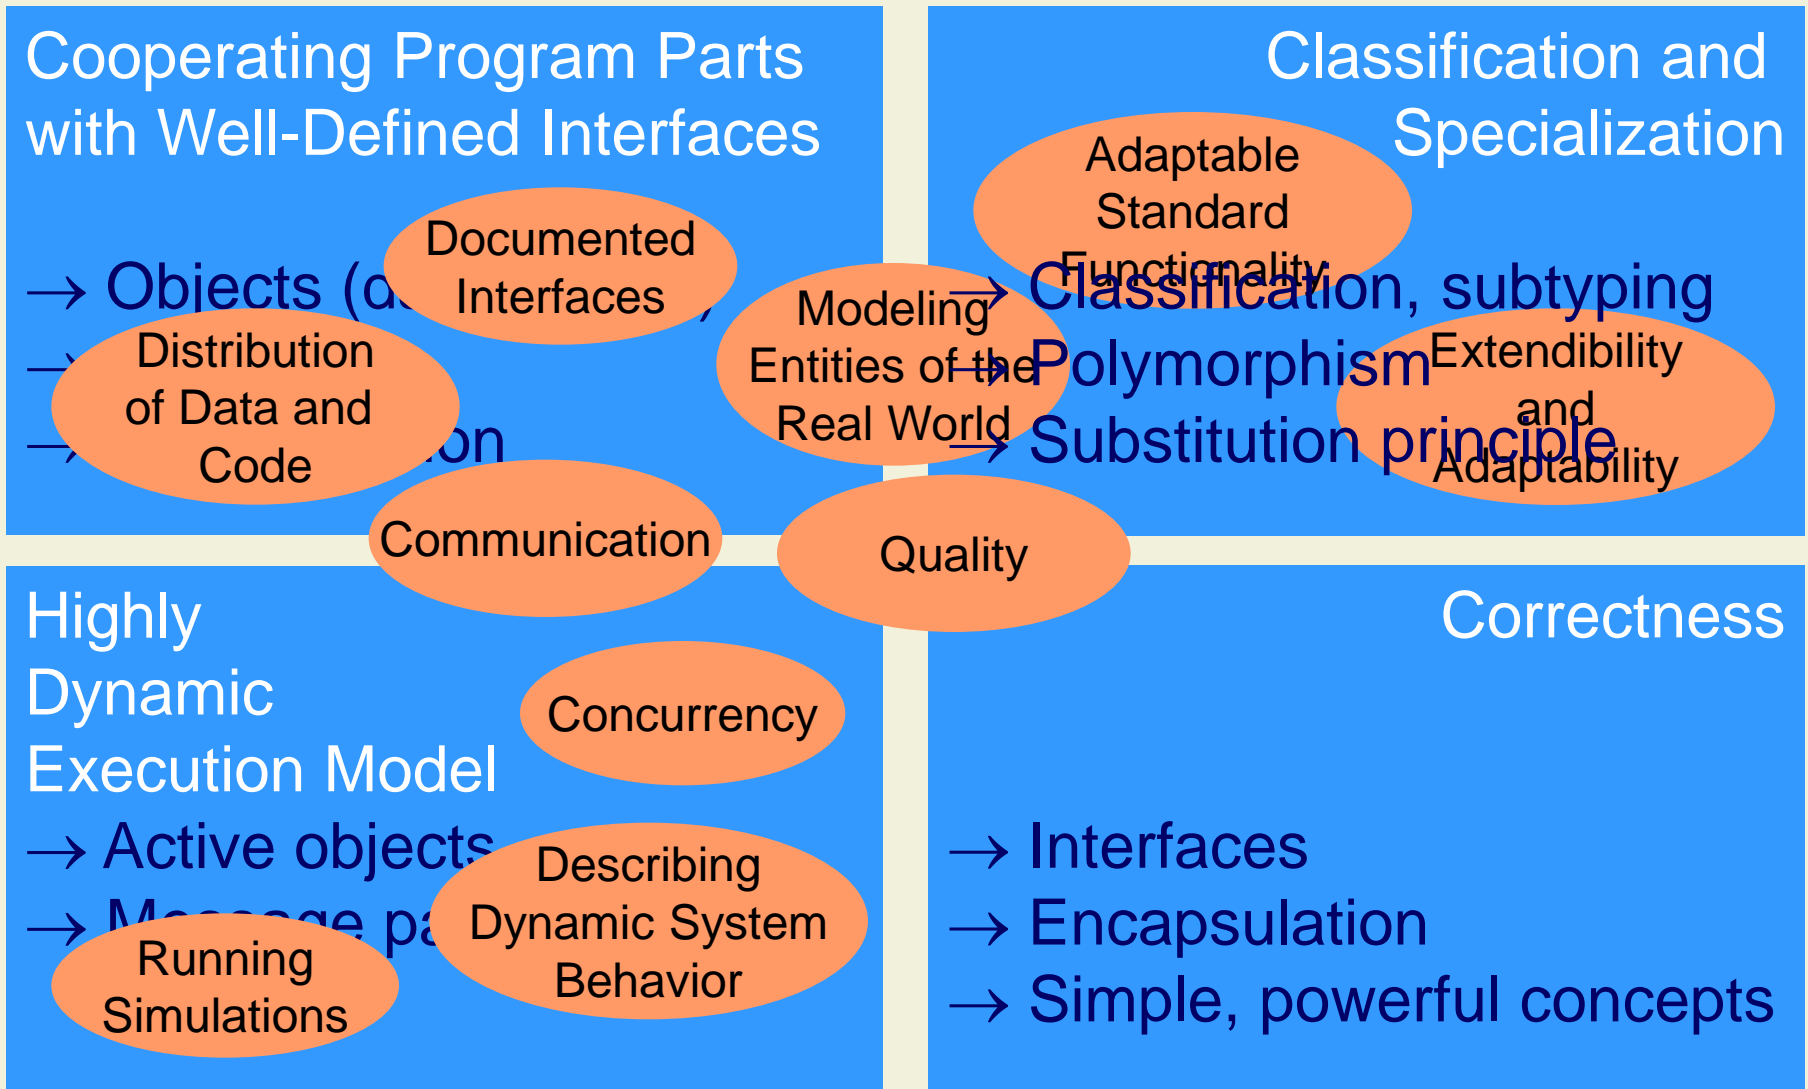 Cooperating Program Parts
with Well-Defined Interfaces
→ Objects (
→
→
Documented
Interfaces
Distribution
of Data and
Code
Communication
Modeling
Entities of the
Real World
Quality
Classification and
Specialization
Adaptable
Standard
Functionality
→ Classification, subtyping
→ Polymorphism
→ Substitution principle
Extendibility
and
Adaptability
Highly
Dynamic
Execution Model
→ Active objects
→ Message
Concurrency
Describing
Dynamic System
Behavior
Running
Simulations
Correctness
→ Interfaces
→ Encapsulation
→ Simple, powerful concepts